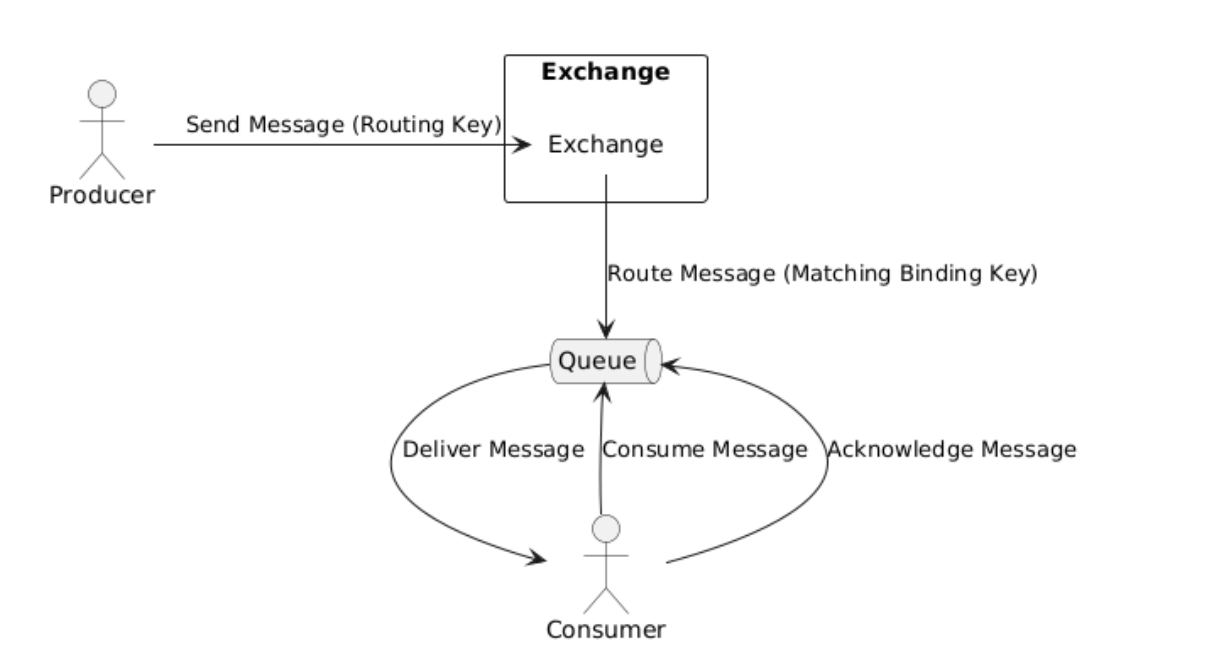 Exchange
Send Message (Routing Key)
Exchange
Producer
Route Message (Matching Binding Key)
Queue
Deliver Message
Consume Message
Acknowledge Message
Consumer